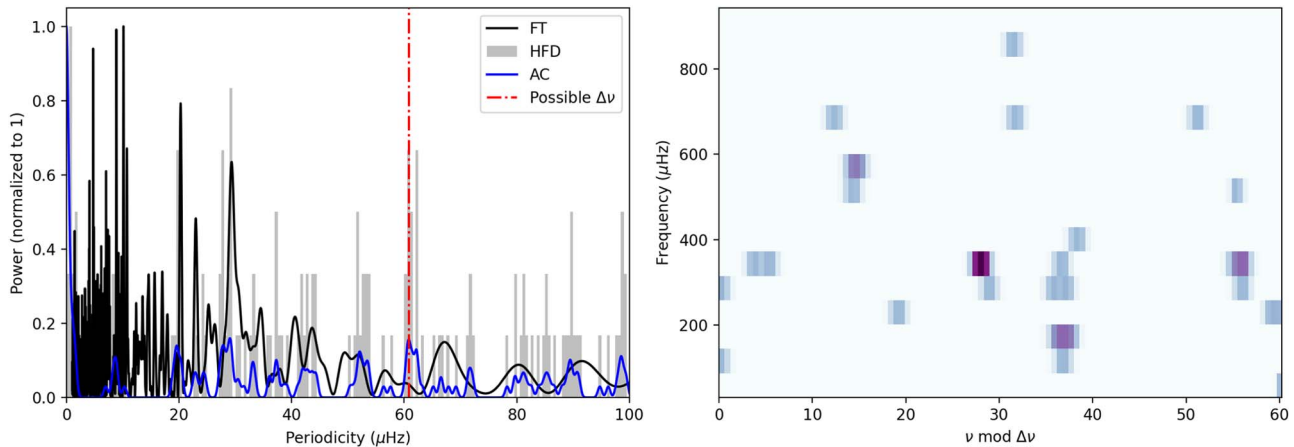 1.0
0.8
0.6
0.4
0.2
0.0
Power (normalized to 1)
FT
HFD
AC
Possible Δν
0 20 40 60 80 100
Periodicity (μHz)
800
600
400
200
Frequency (μHz)
0 10 20 30 40 50 60
ν mod Δν